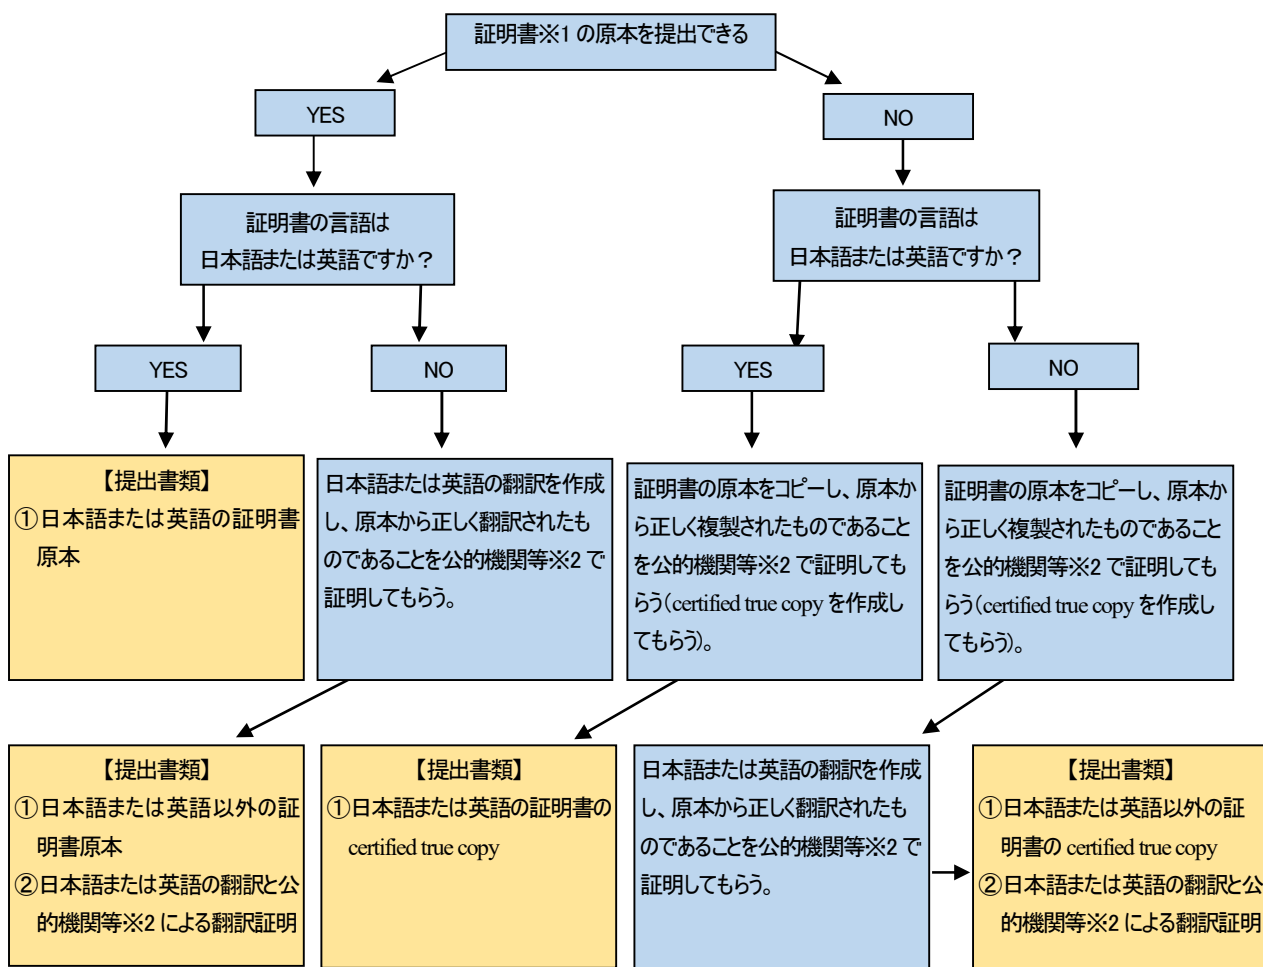 証明書※1 の原本を提出できる
YES
NO
証明書の言語は
日本語または英語ですか？
証明書の言語は
日本語または英語ですか？
YES
NO
YES
NO
【提出書類】
①日本語または英語の証明書
原本
日本語または英語の翻訳を作成
し、原本から正しく翻訳されたも
のであることを公的機関等※2 で
証明してもらう。
証明書の原本をコピーし、原本か
ら正しく複製されたものであること
を公的機関等※2 で証明しても
らう（certified true copy を作成し
てもらう）。
証明書の原本をコピーし、原本か
ら正しく複製されたものであること
を公的機関等※2 で証明しても
らう（certified true copy を作成し
てもらう）。
【提出書類】
①日本語または英語以外の証
明書原本
②日本語または英語の翻訳と公
的機関等※2 による翻訳証明
【提出書類】
①日本語または英語の証明書の
certified true copy
日本語または英語の翻訳を作成
し、原本から正しく翻訳されたも
のであることを公的機関等※2 で
証明してもらう。
【提出書類】
①日本語または英語以外の証
明書の certified true copy
②日本語または英語の翻訳と公
的機関等※2 による翻訳証明